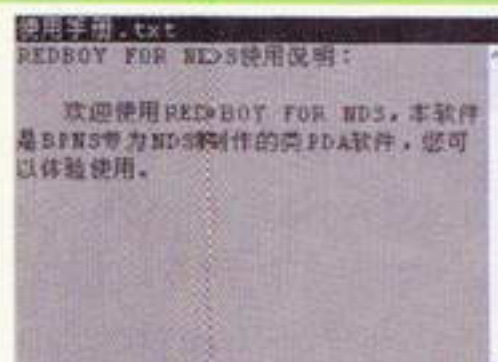 使用手册.txt
REDBOY FOR NDS使用说明：
欢迎使用REDBOY FOR NDS，本软件
是BPNS带为NDS制作的类PDA软件，您可
以体验使用。